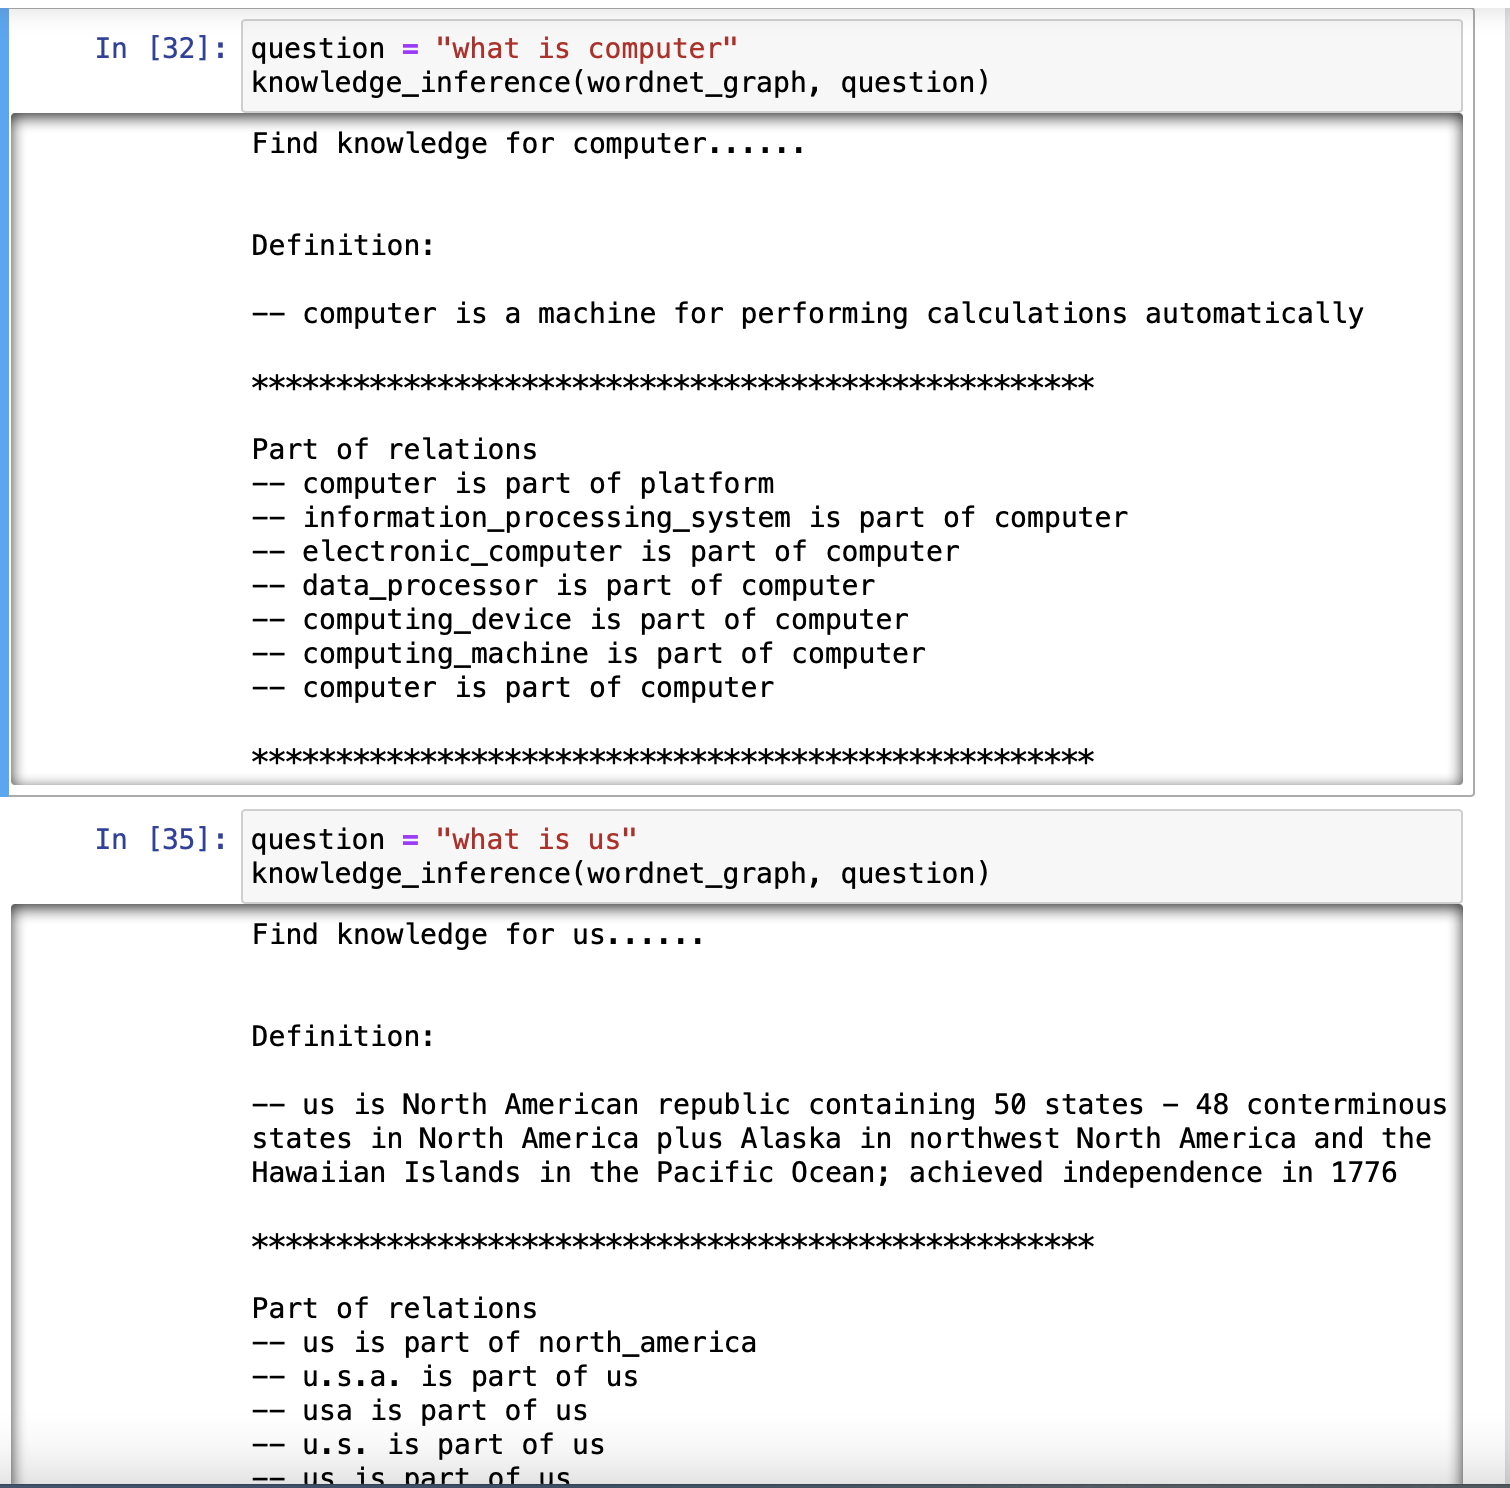 In [32]: question = "what is computer"
knowledge_inference(wordnet_graph, question)
Find knowledge for computer......
Definition:
-- computer is a machine for performing calculations automatically
**************************************************
Part of relations
-- computer is part of platform
-- information_processing_system is part of computer
-- electronic_computer is part of computer
-- data_processor is part of computer
-- computing_device is part of computer
-- computing_machine is part of computer
-- computer is part of computer
**************************************************
In [35]: question = "what is us"
knowledge_inference(wordnet_graph, question)
Find knowledge for us......
Definition:
-- us is North American republic containing 50 states - 48 conterminous
states in North America plus Alaska in northwest North America and the
Hawaiian Islands in the Pacific Ocean; achieved independence in 1776
**************************************************
Part of relations
-- us is part of north_america
-- u.s.a. is part of us
-- usa is part of us
-- u.s. is part of us
-- us is part of us